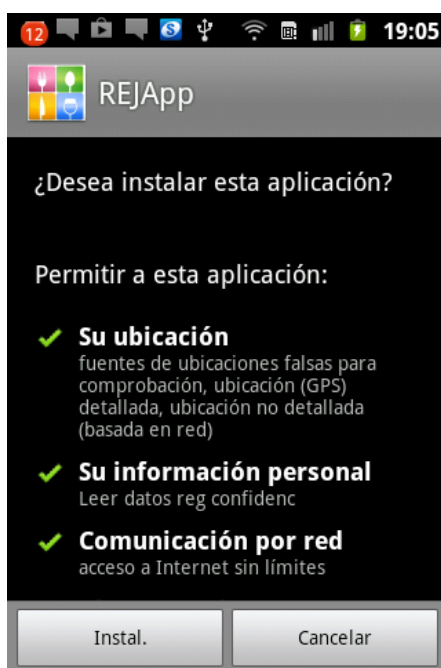 12 19:05
REJApp
¿Desea instalar esta aplicación?
Permitir a esta aplicación:
Su ubicación
fuentes de ubicaciones falsas para
comprobación, ubicación (GPS)
detallada, ubicación no detallada
(basada en red)
Su información personal
Leer datos reg confidenc
Comunicación por red
acceso a Internet sin límites
Instal. Cancelar